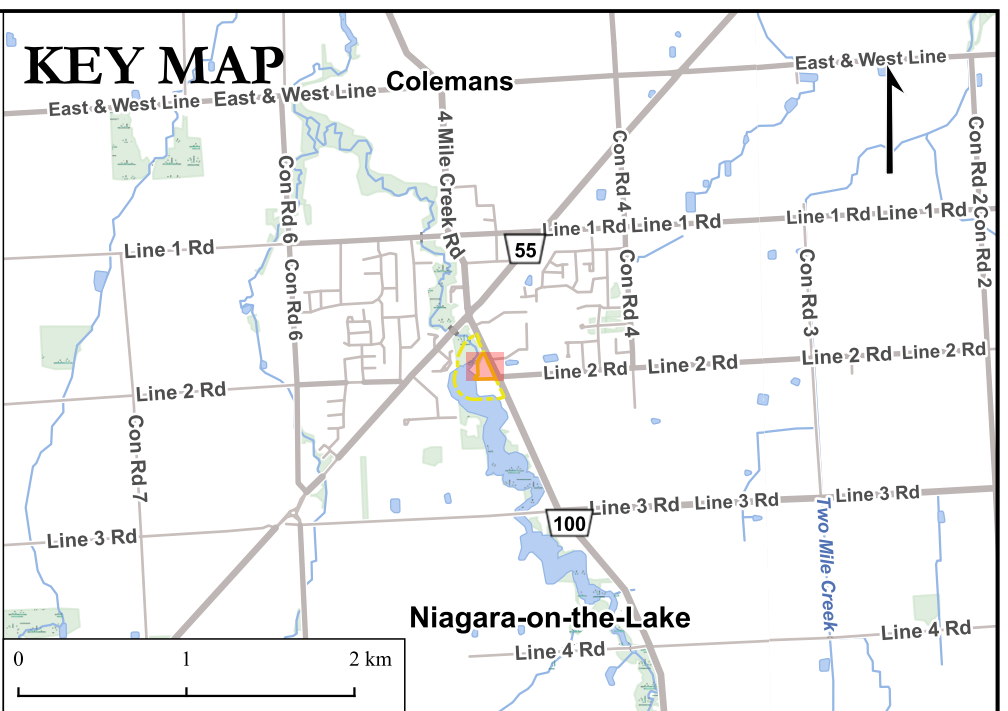 KEY MAP
East & West Line
Colemans
East & West Line
East & West Line
4 Mile Creek Rd
Con Rd 4
Con Rd 2
Con Rd 6
Line 1 Rd
Line 1 Rd
Line 1 Rd
Line 1 Rd
Line 1 Rd
Con Rd 2
55
Con Rd 6
Con Rd 4
Con Rd 3
Line 2 Rd
Line 2 Rd
Line 2 Rd
Line 2 Rd
Line 2 Rd
Con Rd 7
Line 3 Rd
Line 3 Rd
Line 3 Rd
100
Line 3 Rd
Two Mile Creek
Niagara-on-the-Lake
Line 4 Rd
Line 4 Rd
0 1 2 km